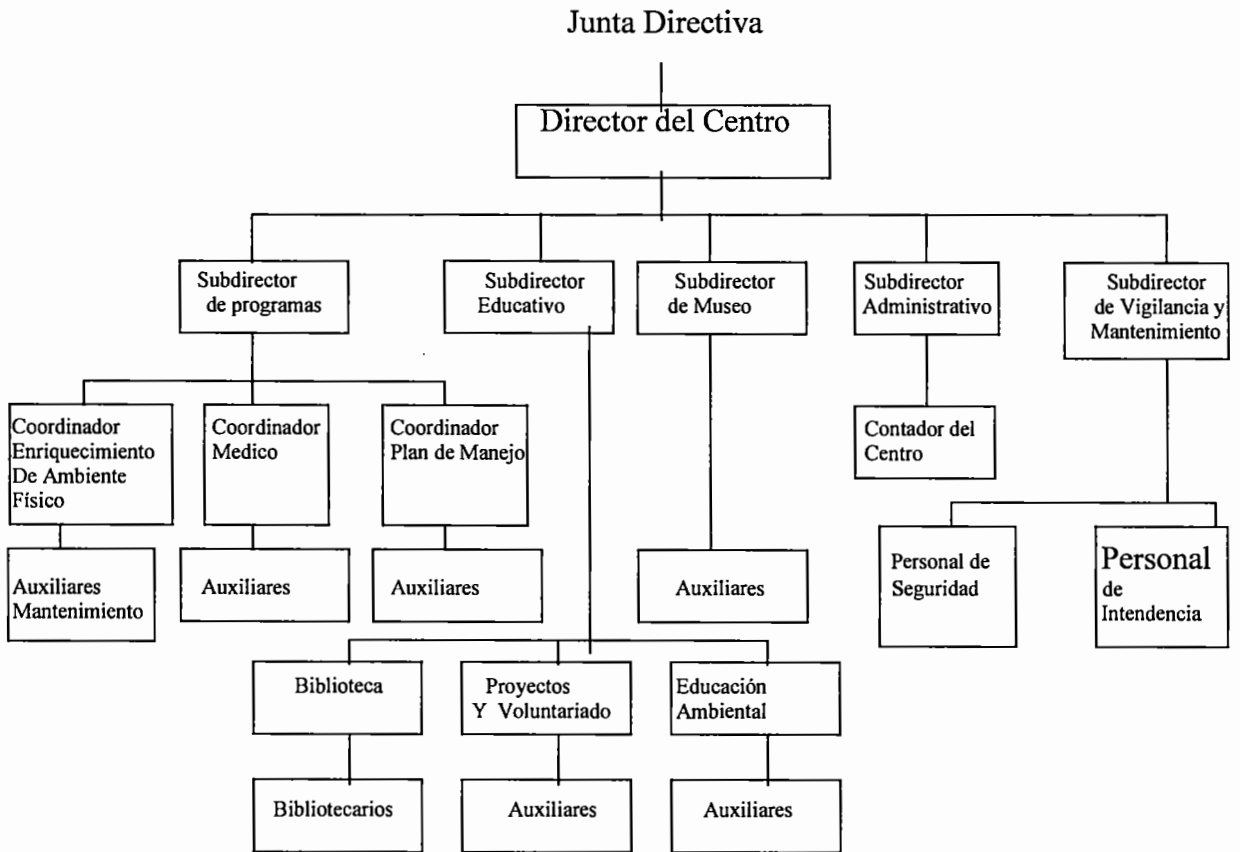 Junta Directiva
Director del Centro
Subdirector
de programas
Subdirector
Educativo
Subdirector
de Museo
Subdirector
Administrativo
Subdirector
de Vigilancia y
Mantenimiento
Coordinador
Enriquecimiento
De Ambiente
Físico
Coordinador
Medico
Coordinador
Plan de Manejo
Contador del
Centro
Auxiliares
Mantenimiento
Auxiliares
Auxiliares
Auxiliares
Personal de
Seguridad
Personal
de
Intendencia
Biblioteca
Proyectos
Y Voluntariado
Educación
Ambiental
Bibliotecarios
Auxiliares
Auxiliares